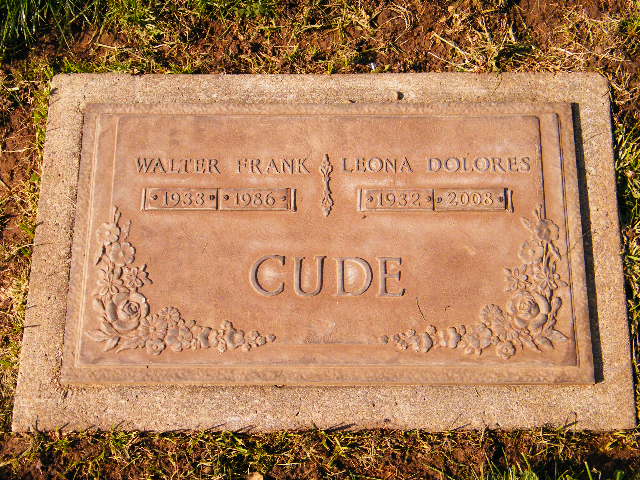 WALTER FRANK LEONA DOLORES
1933 1986 1932 2008
CUDE